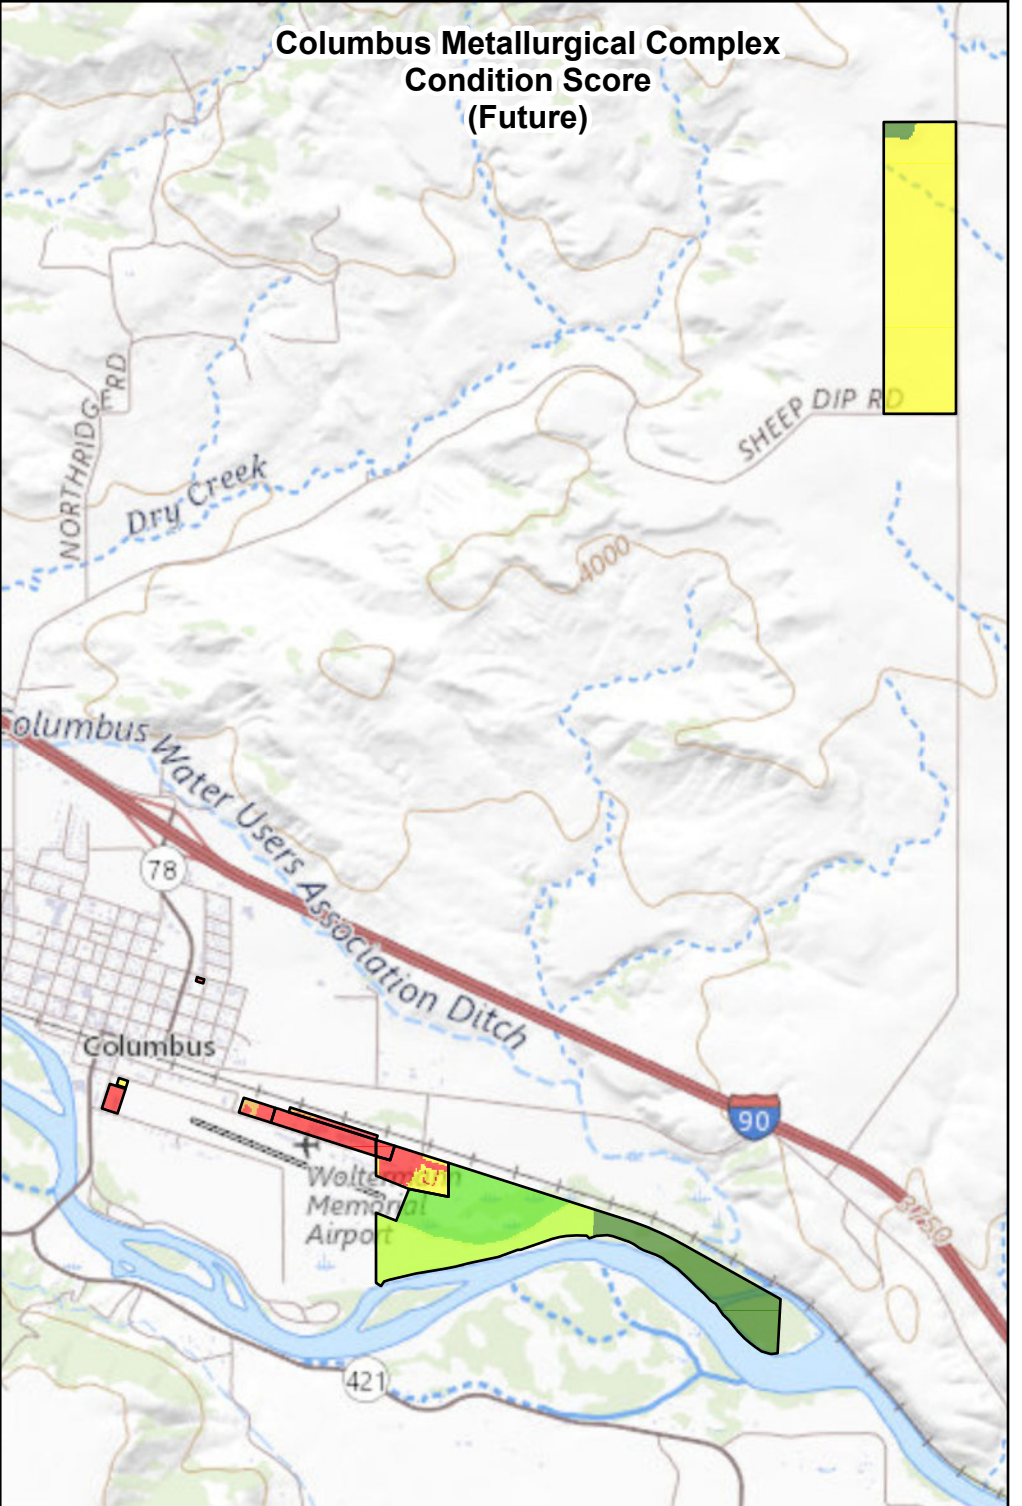 Columbus Metallurgical Complex
Condition Score
(Future)
SHEEP DIP RD
NORTHRIDGE RD
Dry Creek
4000
Columbus Water Users Association Ditch
78
Columbus
90
Woltermann
Memorial
Airport
421